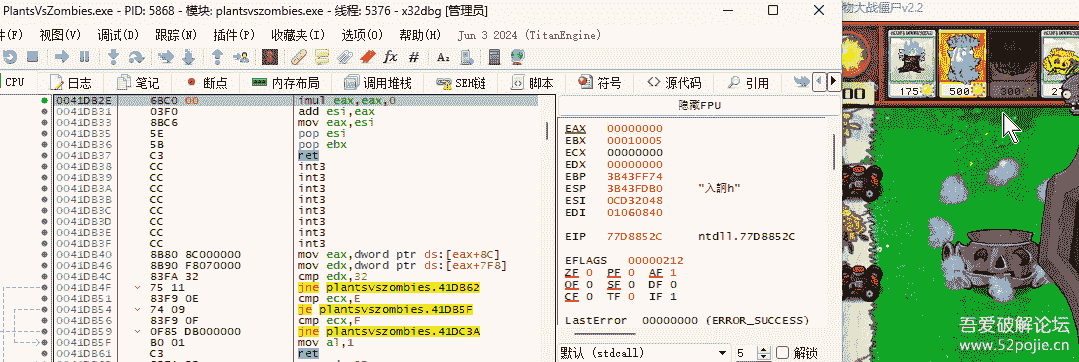 PlantsVsZombies.exe - PID: 5868 - 模块: plantsvszombies.exe - 线程: 5376 - x32dbg [管理员]
物大战僵尸v2.2
件(F) 视图(V) 调试(D) 跟踪(N) 插件(P) 收藏夹(I) 选项(O) 帮助(H) Jun 3 2024 (TitanEngine)
CPU 日志 笔记 断点 内存布局 调用堆栈 SEH链 脚本 符号 源代码 引用
0041DB2E 6BC0 00 imul eax,eax,0
0041DB31 03F0 add esi,eax
0041DB33 8BC6 mov eax,esi
0041DB35 5E pop esi
0041DB36 5B pop ebx
0041DB37 C3 ret
0041DB38 CC int3
0041DB39 CC int3
0041DB3A CC int3
0041DB3B CC int3
0041DB3C CC int3
0041DB3D CC int3
0041DB3E CC int3
0041DB3F CC int3
0041DB40 8B80 8C000000 mov eax,dword ptr ds:[eax+8C]
0041DB46 8B90 F8070000 mov edx,dword ptr ds:[eax+7F8]
0041DB4C 83FA 32 cmp edx,32
0041DB4F 75 11 jne plantsvszombies.41DB62
0041DB51 83F9 0E cmp ecx,E
0041DB54 74 09 je plantsvszombies.41DB5F
0041DB56 83F9 0F cmp ecx,F
0041DB59 0F85 DB000000 jne plantsvszombies.41DC3A
0041DB5F B0 01 mov al,1
C3 ret
隐藏FPU
EAX 00000000
EBX 00010005
ECX 00000000
EDX 00000000
EBP 3B43FF74
ESP 3B43FDB0
ESI 0CD32048
EDI 01060840
EIP 77D8852C ntdll.77D8852C
EFLAGS 00000212
ZF 0 PF 0 AF 1
OF 0 SF 0 DF 0
CF 0 TF 0 IF 1
LastError 00000000 (ERROR_SUCCESS)
默认 (stdcall) 5 解锁
00 175 500 300
吾爱破解论坛
www.52pojie.cn